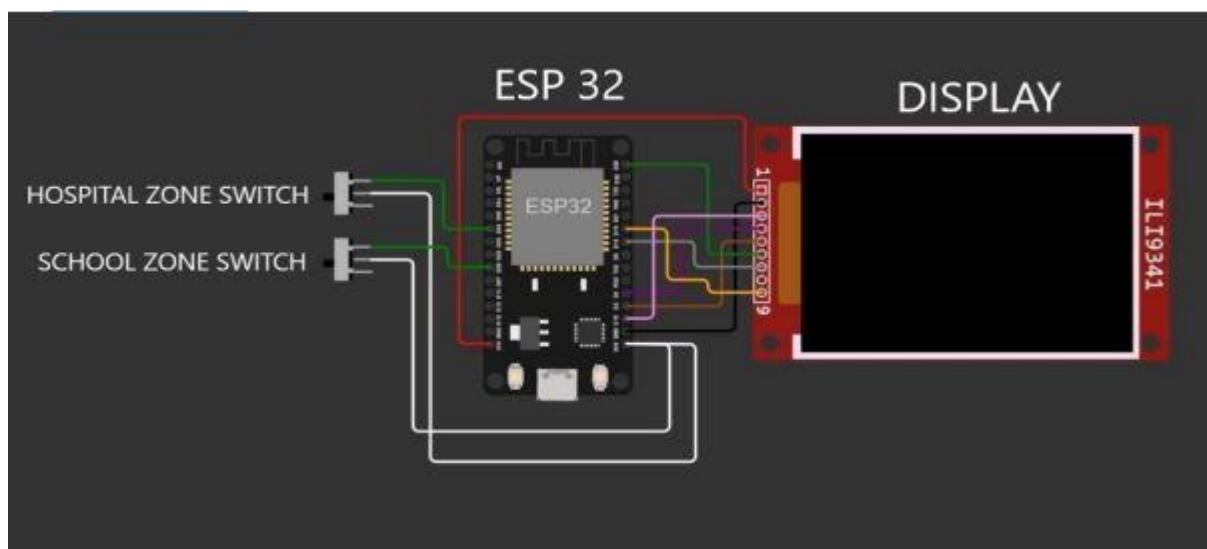 ESP 32
DISPLAY
HOSPITAL ZONE SWITCH
SCHOOL ZONE SWITCH
ESP32
1
9
ILI9341